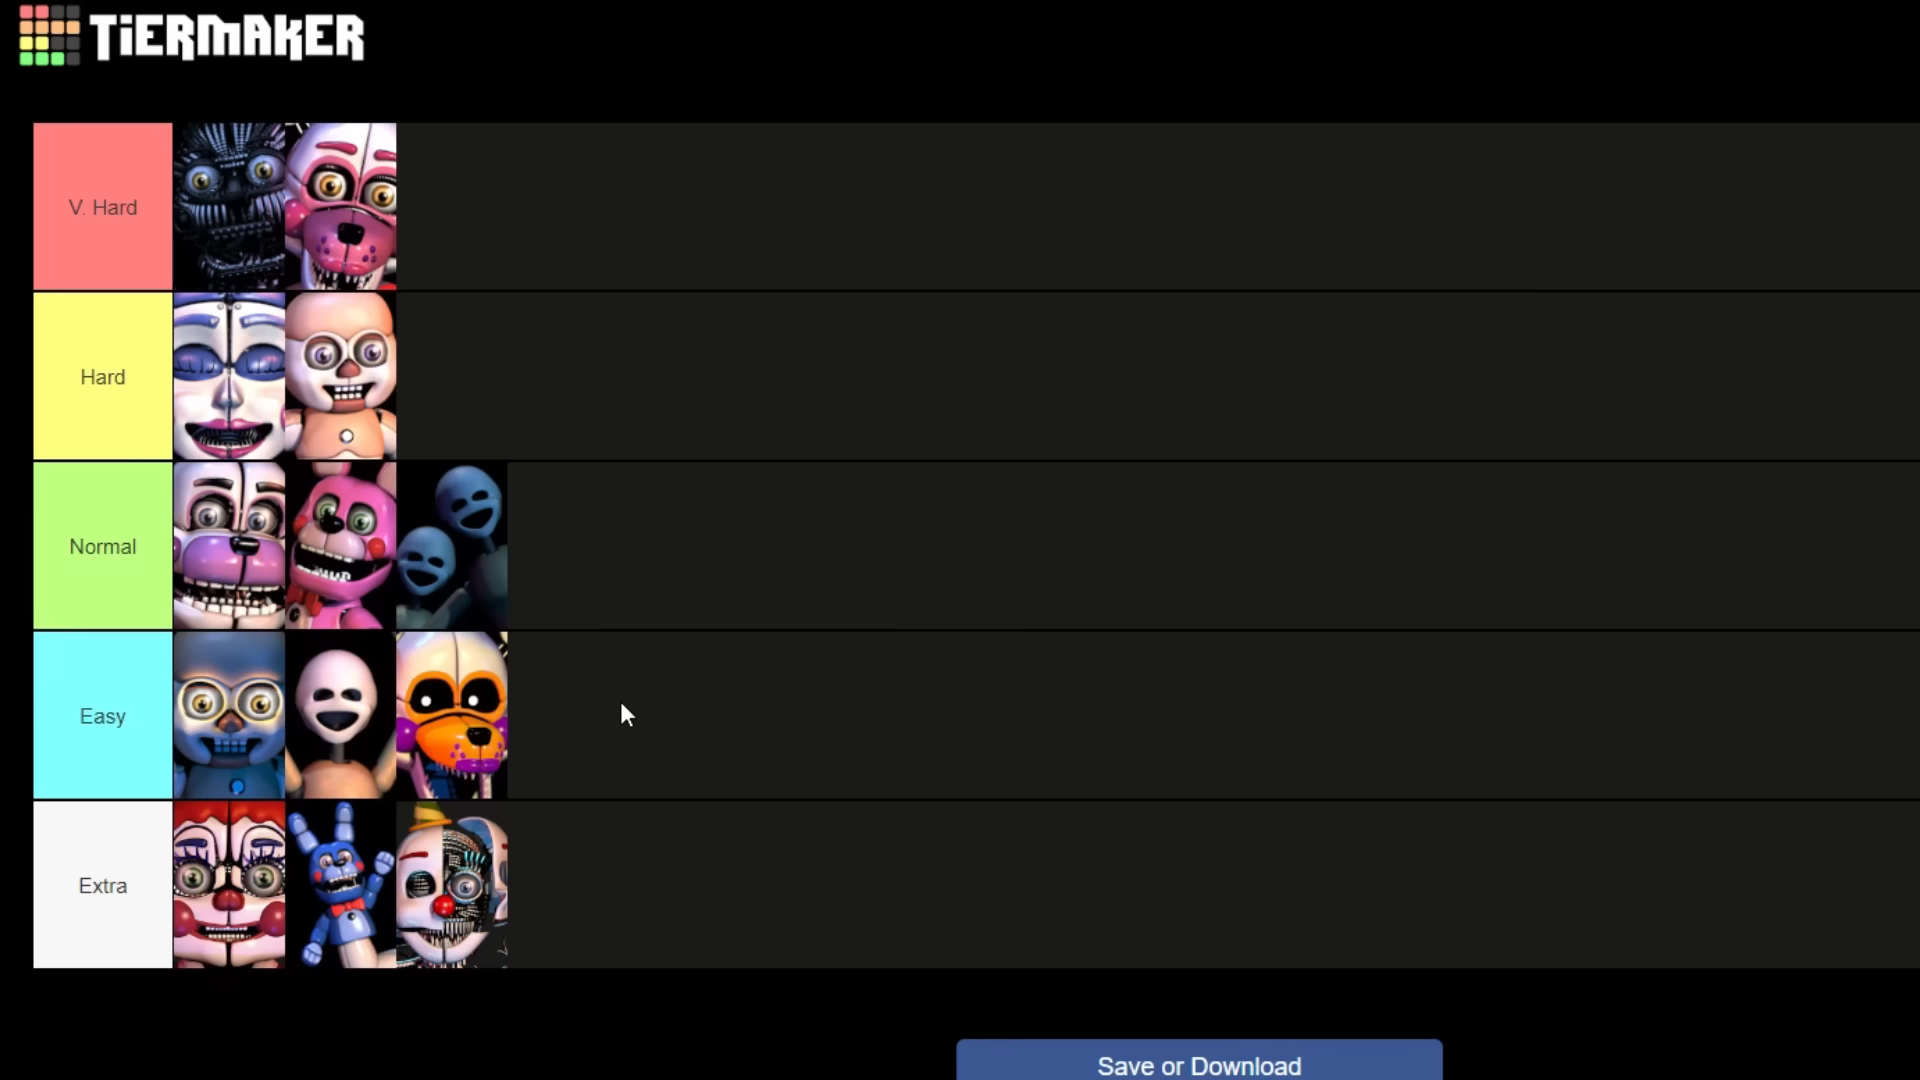 TiERMAKER
V. Hard
Hard
Normal
Easy
Extra
Save or Download